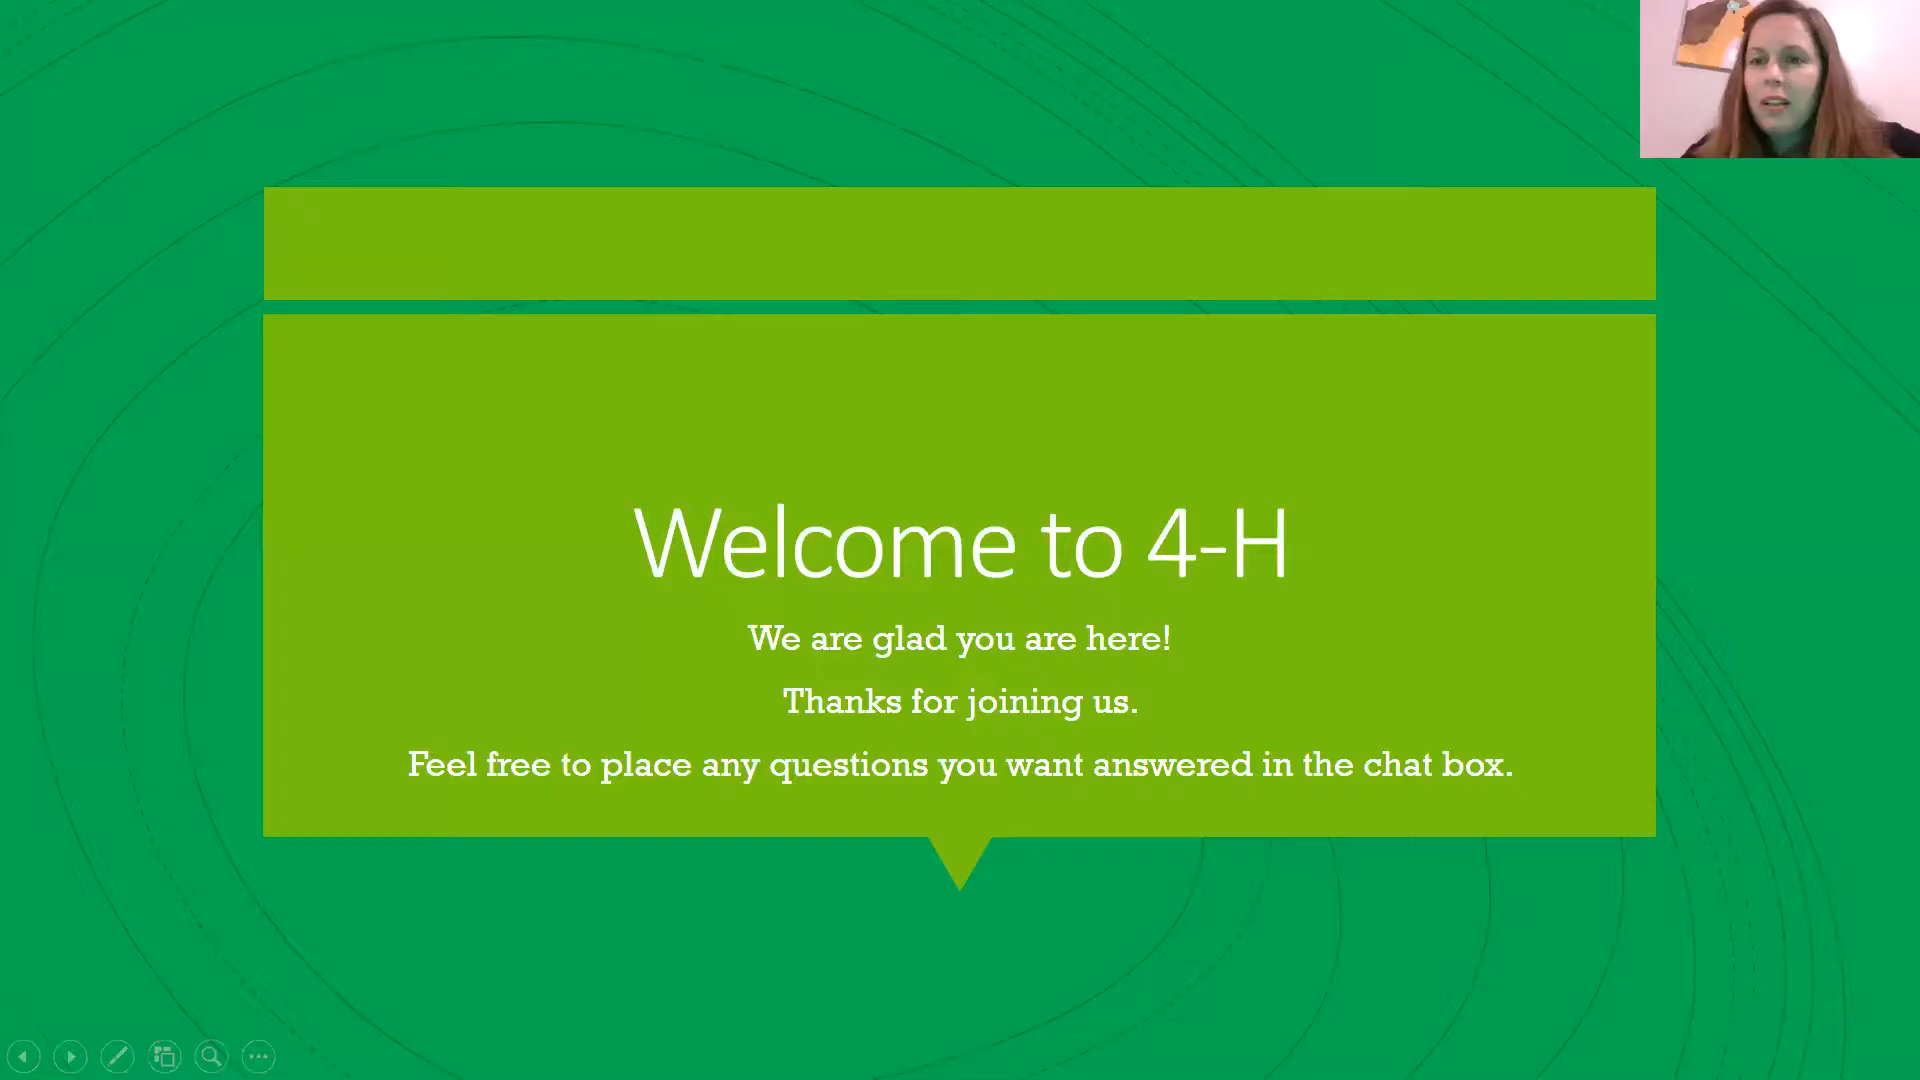 Welcome to 4-H
We are glad you are here!
Thanks for joining us.
Feel free to place any questions you want answered in the chat box.